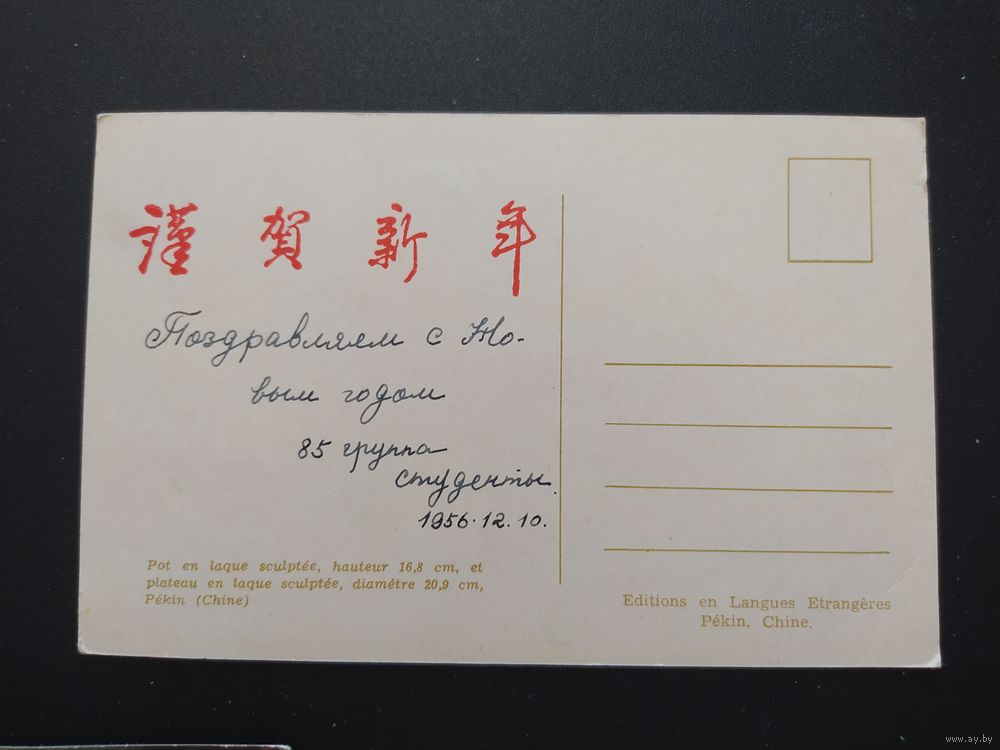 謹賀新年
Поздравляем с Но-
вым годом
85 группа
студенты.
1956.12.10.
Pot en laque sculptée, hauteur 16,8 cm, et
plateau en laque sculptée, diamétre 20,9 cm,
Pékin (Chine)
Editions en Langues Etrangères
Pékin, Chine.
www.ay.by